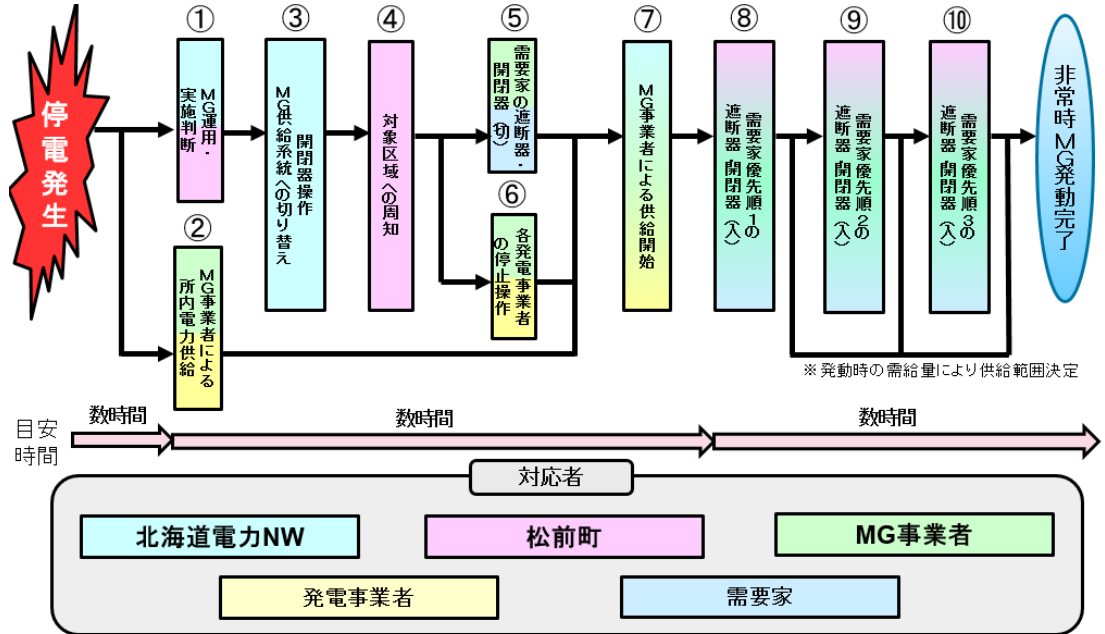 停電発生
①
MG運用・
実施判断
②
MG事業者による
所内電力供給
③
開閉器操作
MG供給系統への切り替え
④
対象区域への周知
⑤
需要家の遮断器・
開閉器（切）
⑥
各発電事業者
の停止操作
⑦
MG事業者による供給開始
⑧
需要家優先順1の
遮断器（開閉器）（入）
⑨
需要家優先順2の
遮断器（開閉器）（入）
⑩
需要家優先順3の
遮断器（開閉器）（入）
非常時MG発動完了
※発動時の需給量により供給範囲決定
目安
時間
数時間
数時間
数時間
対応者
北海道電力NW
松前町
MG事業者
発電事業者
需要家